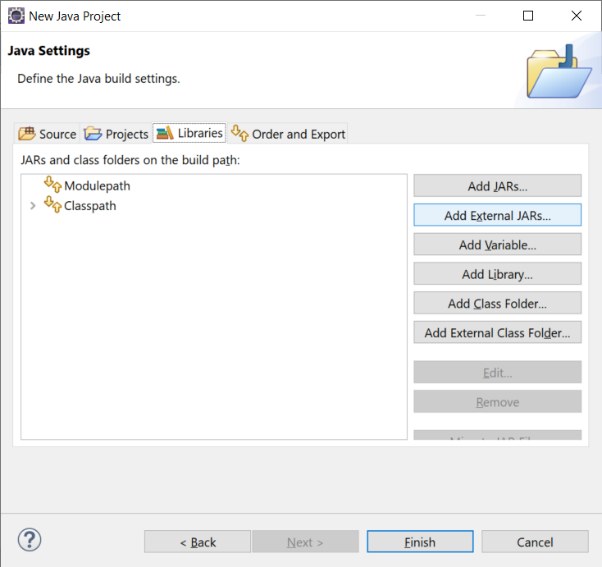 New Java Project
Java Settings
Define the Java build settings.
Source Projects Libraries Order and Export
JARs and class folders on the build path:
Modulepath
Classpath
Add JARs...
Add External JARs...
Add Variable...
Add Library...
Add Class Folder...
Add External Class Folder...
Edit...
Remove
< Back Next > Finish Cancel